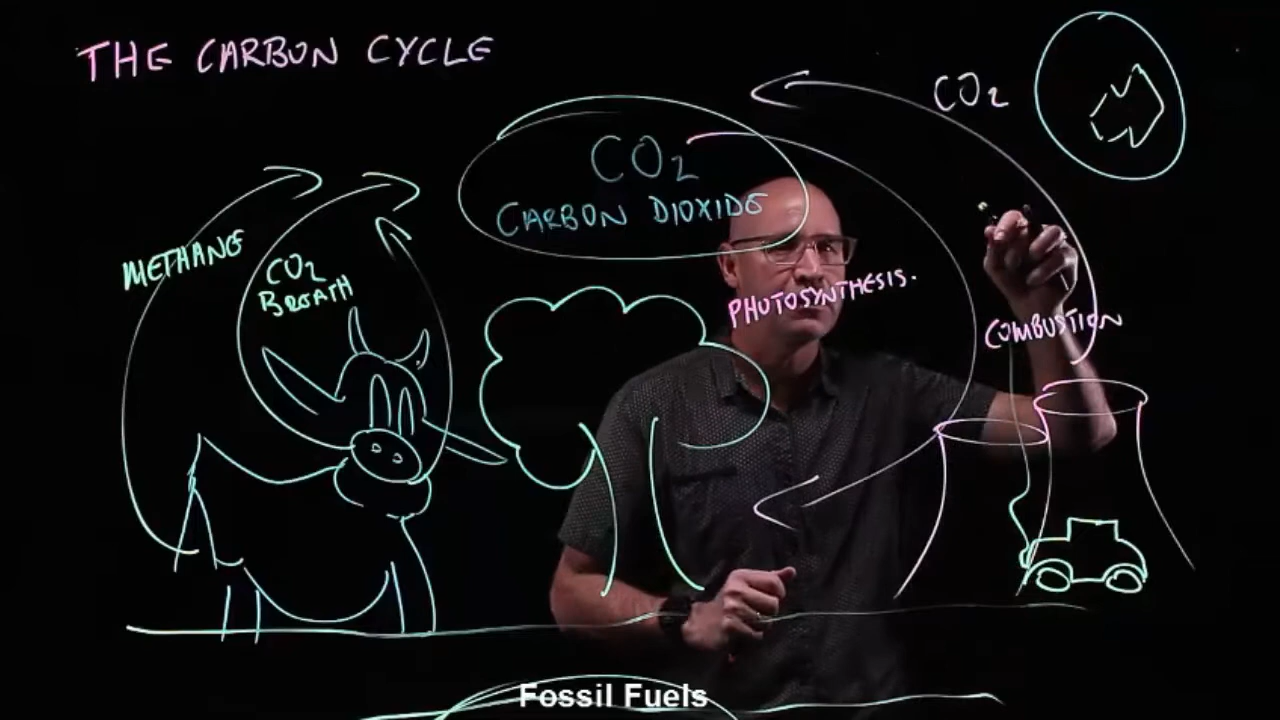 THE CARBON CYCLE
CO2
CO2
CARBON DIOXIDE
METHANE
CO2
BREATH
PHOTOSYNTHESIS.
COMBUSTION
Fossil Fuels